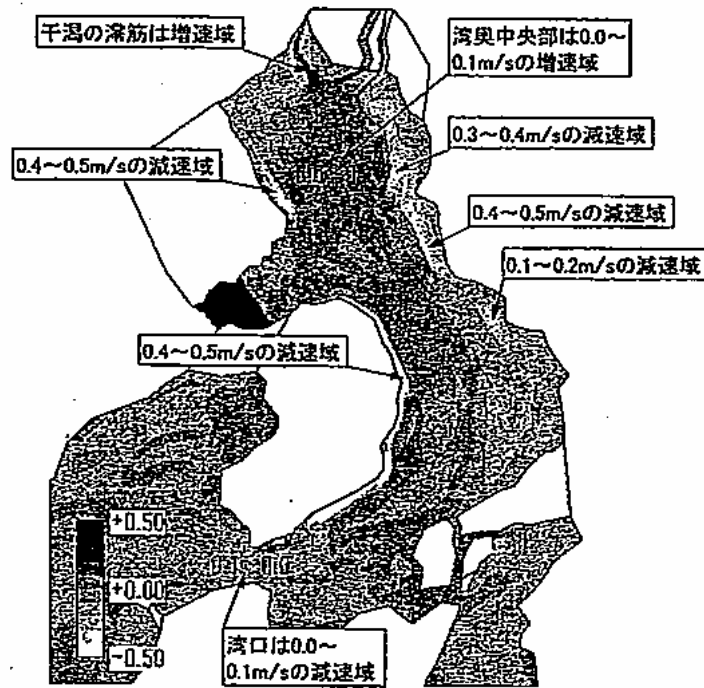 干潟の澪筋は増速域
湾奥中央部は0.0～
0.1m/sの増速域
0.3～0.4m/sの減速域
0.4～0.5m/sの減速域
0.4～0.5m/sの減速域
0.1～0.2m/sの減速域
0.4～0.5m/sの減速域
+0.50
+0.00
-0.50
湾口は0.0～
0.1m/sの減速域